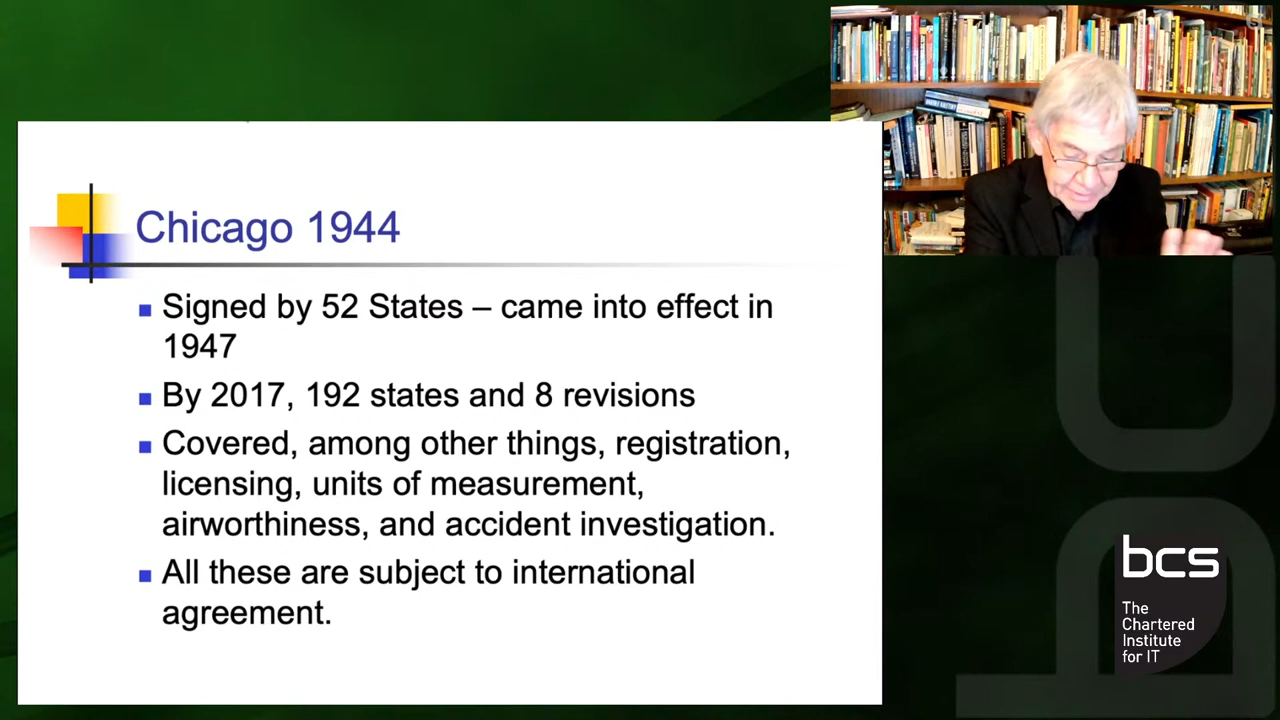 Chicago 1944
Signed by 52 States – came into effect in
1947
By 2017, 192 states and 8 revisions
Covered, among other things, registration,
licensing, units of measurement,
airworthiness, and accident investigation.
All these are subject to international
agreement.
bcs
The
Chartered
Institute
for IT